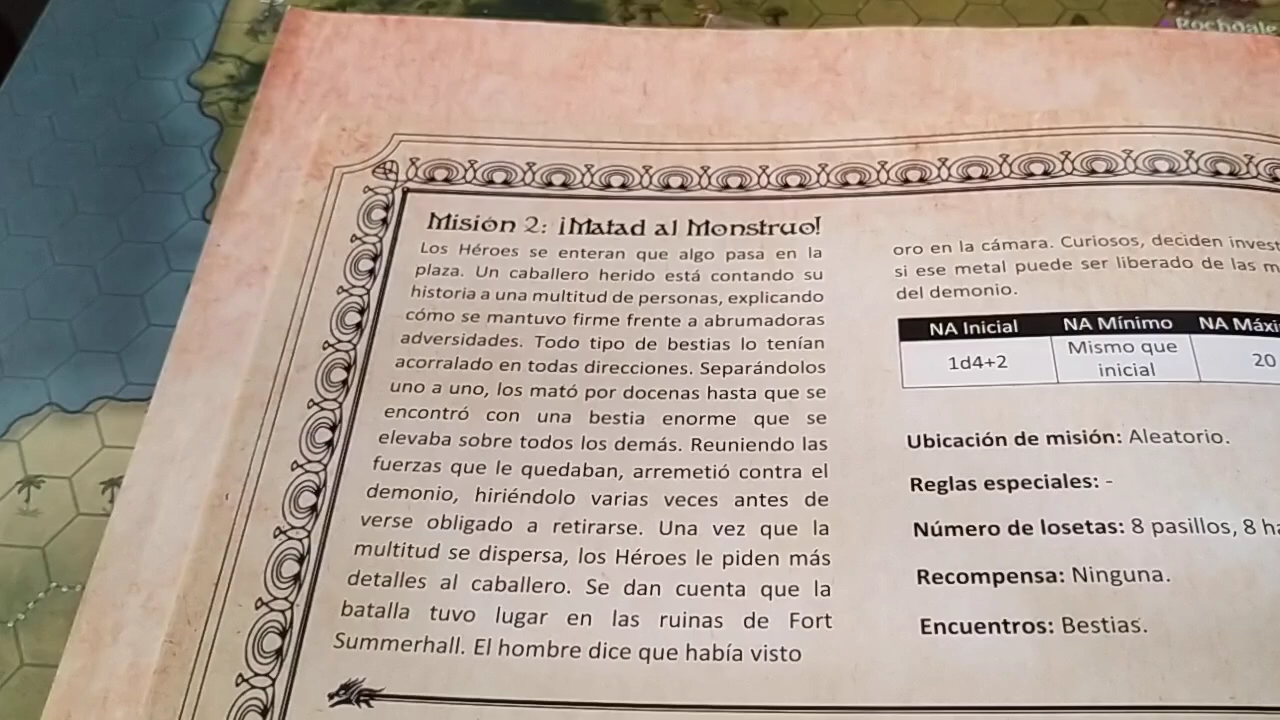 Rochdale
Misión 2: ¡Matad al Monstruo!
Los Héroes se enteran que algo pasa en la
plaza. Un caballero herido está contando su
historia a una multitud de personas, explicando
cómo se mantuvo firme frente a abrumadoras
adversidades. Todo tipo de bestias lo tenían
acorralado en todas direcciones. Separándolos
uno a uno, los mató por docenas hasta que se
encontró con una bestia enorme que se
elevaba sobre todos los demás. Reuniendo las
fuerzas que le quedaban, arremetió contra el
demonio, hiriéndolo varias veces antes de
verse obligado a retirarse. Una vez que la
multitud se dispersa, los Héroes le piden más
detalles al caballero. Se dan cuenta que la
batalla tuvo lugar en las ruinas de Fort
Summerhall. El hombre dice que había visto
oro en la cámara. Curiosos, deciden
si ese metal puede ser liberado de las
del demonio.
NA Inicial NA Mínimo NA
1d4+2 Mismo que inicial 20
Ubicación de misión: Aleatorio.
Reglas especiales: -
Número de losetas: 8 pasillos, 8
Recompensa: Ninguna.
Encuentros: Bestias.